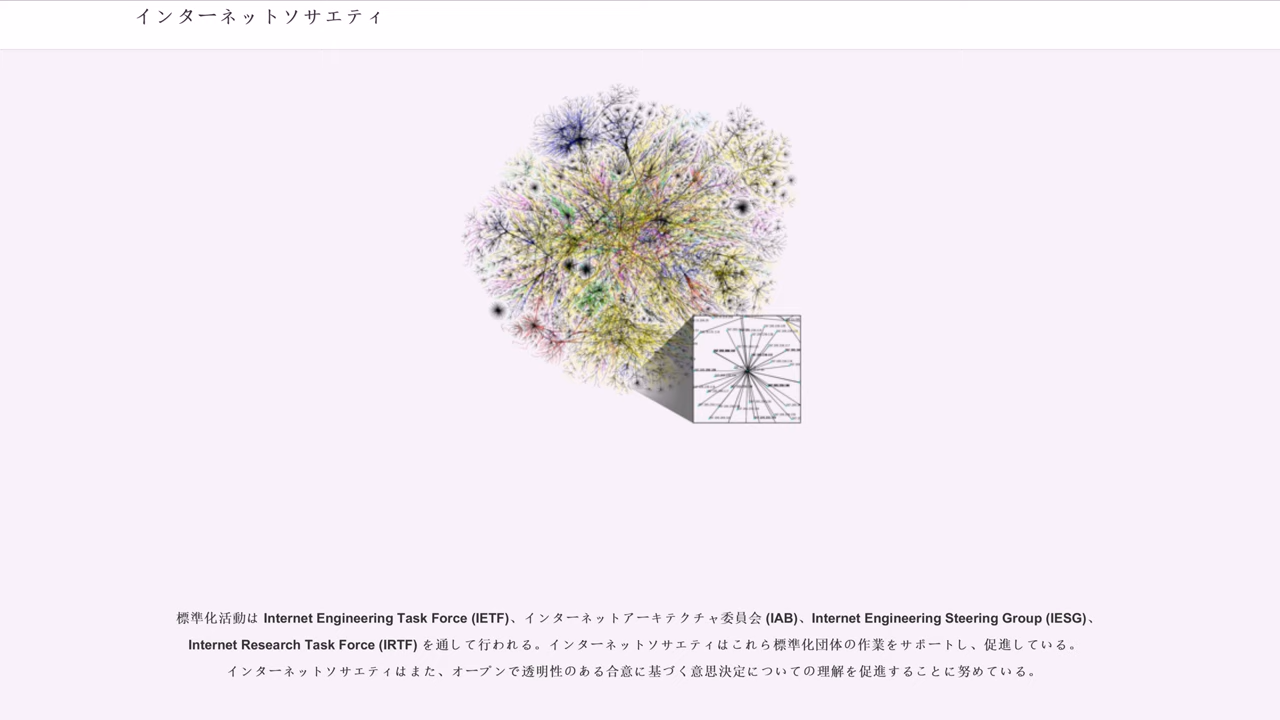 インターネットソサエティ
標準化活動は Internet Engineering Task Force (IETF)、インターネットアーキテクチャ委員会 (IAB)、Internet Engineering Steering Group (IESG)、
Internet Research Task Force (IRTF) を通して行われる。インターネットソサエティはこれら標準化団体の作業をサポートし、促進している。
インターネットソサエティはまた、オープンで透明性のある合意に基づく意思決定についての理解を促進することに努めている。